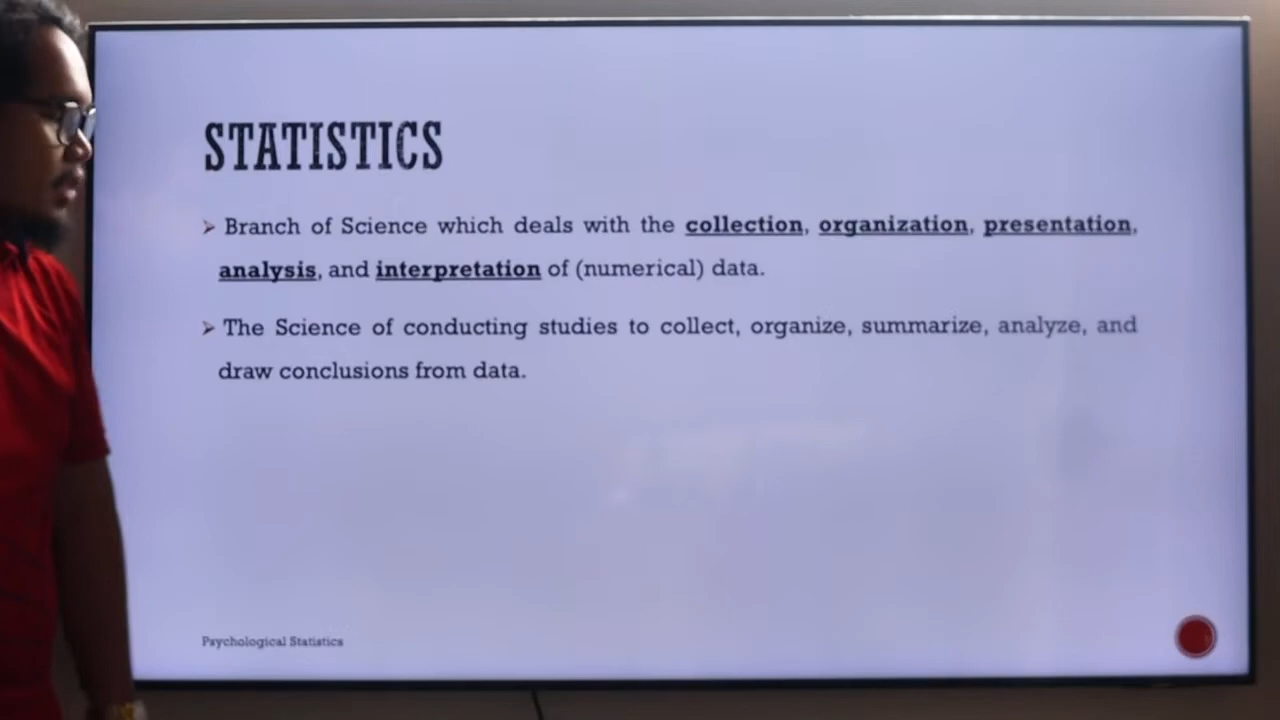 STATISTICS
➢ Branch of Science which deals with the collection, organization, presentation,
analysis, and interpretation of (numerical) data.
➢ The Science of conducting studies to collect, organize, summarize, analyze, and
draw conclusions from data.
Psychological Statistics